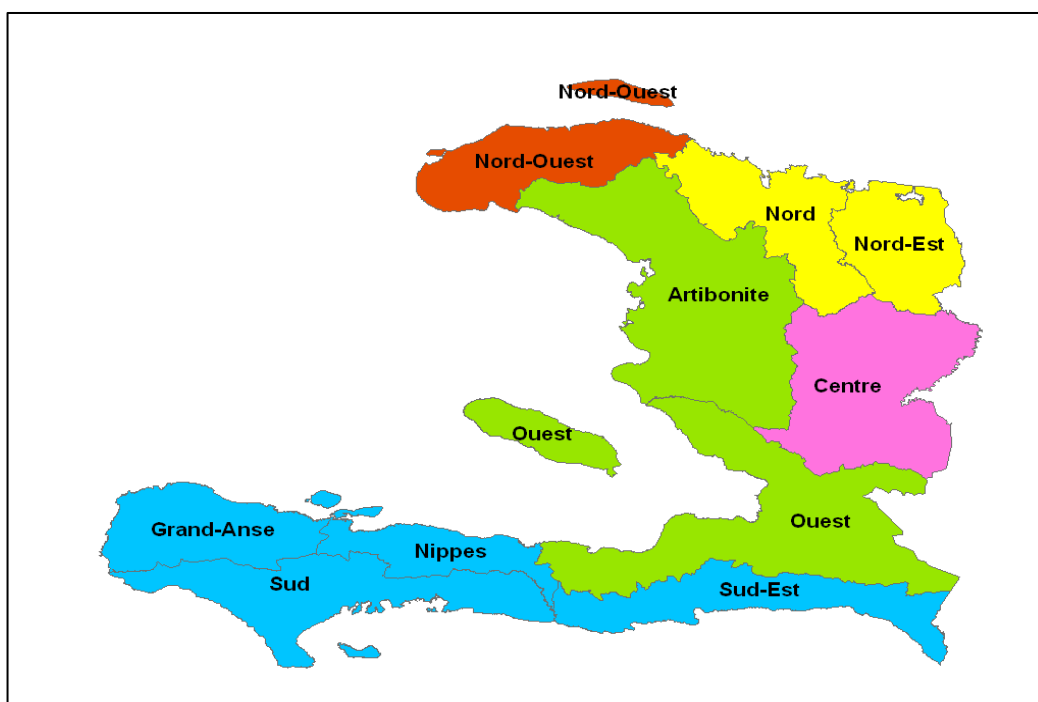 Nord-Ouest
Nord-Ouest
Nord
Nord-Est
Artibonite
Centre
Ouest
Ouest
Grand-Anse
Nippes
Sud
Sud-Est